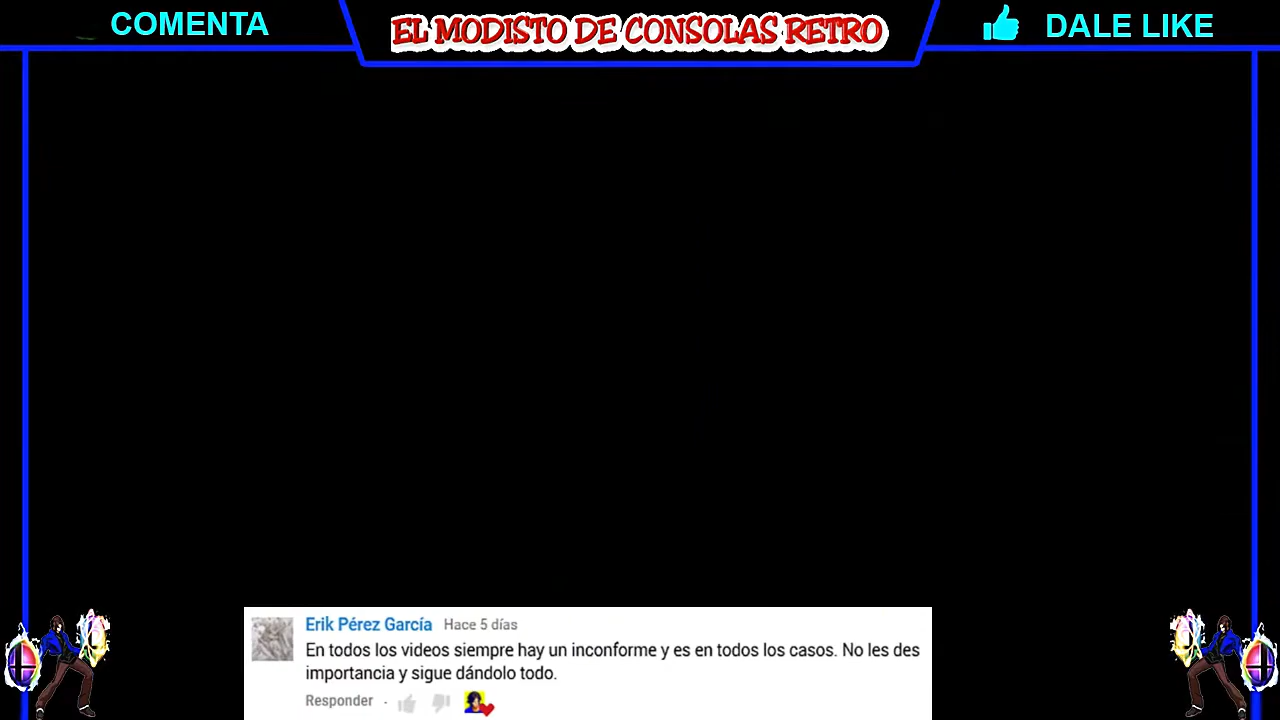 COMENTA
EL MODISTO DE CONSOLAS RETRO
DALE LIKE
Erik Pérez García Hace 5 días
En todos los videos siempre hay un inconforme y es en todos los casos. No les des
importancia y sigue dándolo todo.
Responder